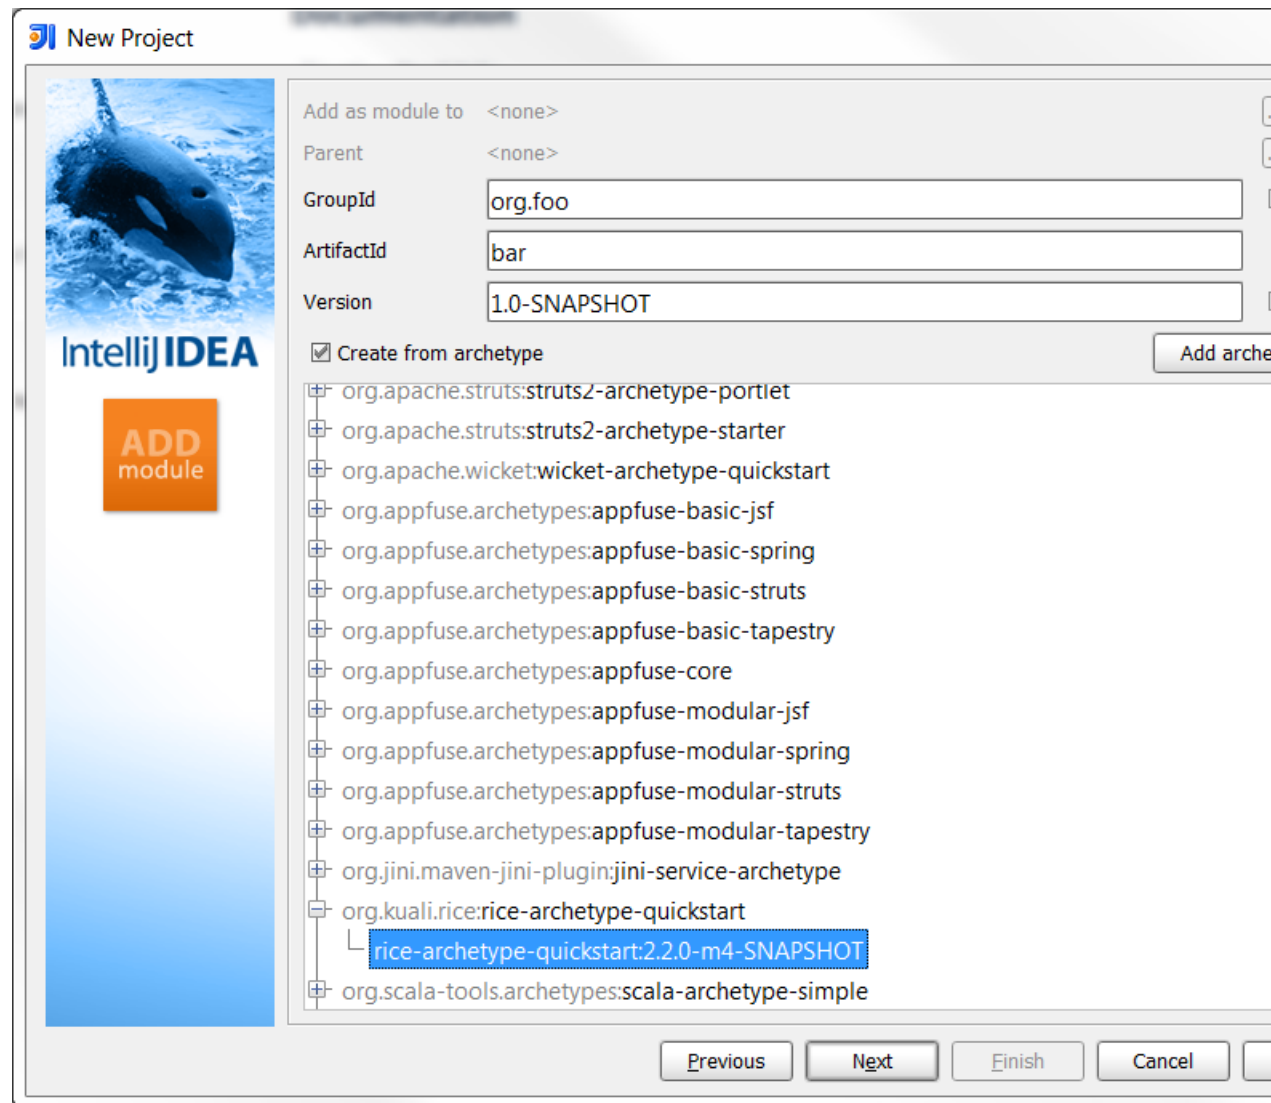 Documentation
New Project
Add as module to <none>
Parent <none>
GroupId org.foo
ArtifactId bar
Version 1.0-SNAPSHOT
IntelliJ IDEA
Create from archetype
Add arche
ADD
module
org.apache.struts:struts2-archetype-portlet
org.apache.struts:struts2-archetype-starter
org.apache.wicket:wicket-archetype-quickstart
org.appfuse.archetypes:appfuse-basic-jsf
org.appfuse.archetypes:appfuse-basic-spring
org.appfuse.archetypes:appfuse-basic-struts
org.appfuse.archetypes:appfuse-basic-tapestry
org.appfuse.archetypes:appfuse-core
org.appfuse.archetypes:appfuse-modular-jsf
org.appfuse.archetypes:appfuse-modular-spring
org.appfuse.archetypes:appfuse-modular-struts
org.appfuse.archetypes:appfuse-modular-tapestry
org.jini.maven-jini-plugin:jini-service-archetype
org.kuali.rice:rice-archetype-quickstart
rice-archetype-quickstart:2.2.0-m4-SNAPSHOT
org.scala-tools.archetypes:scala-archetype-simple
Previous Next Finish Cancel